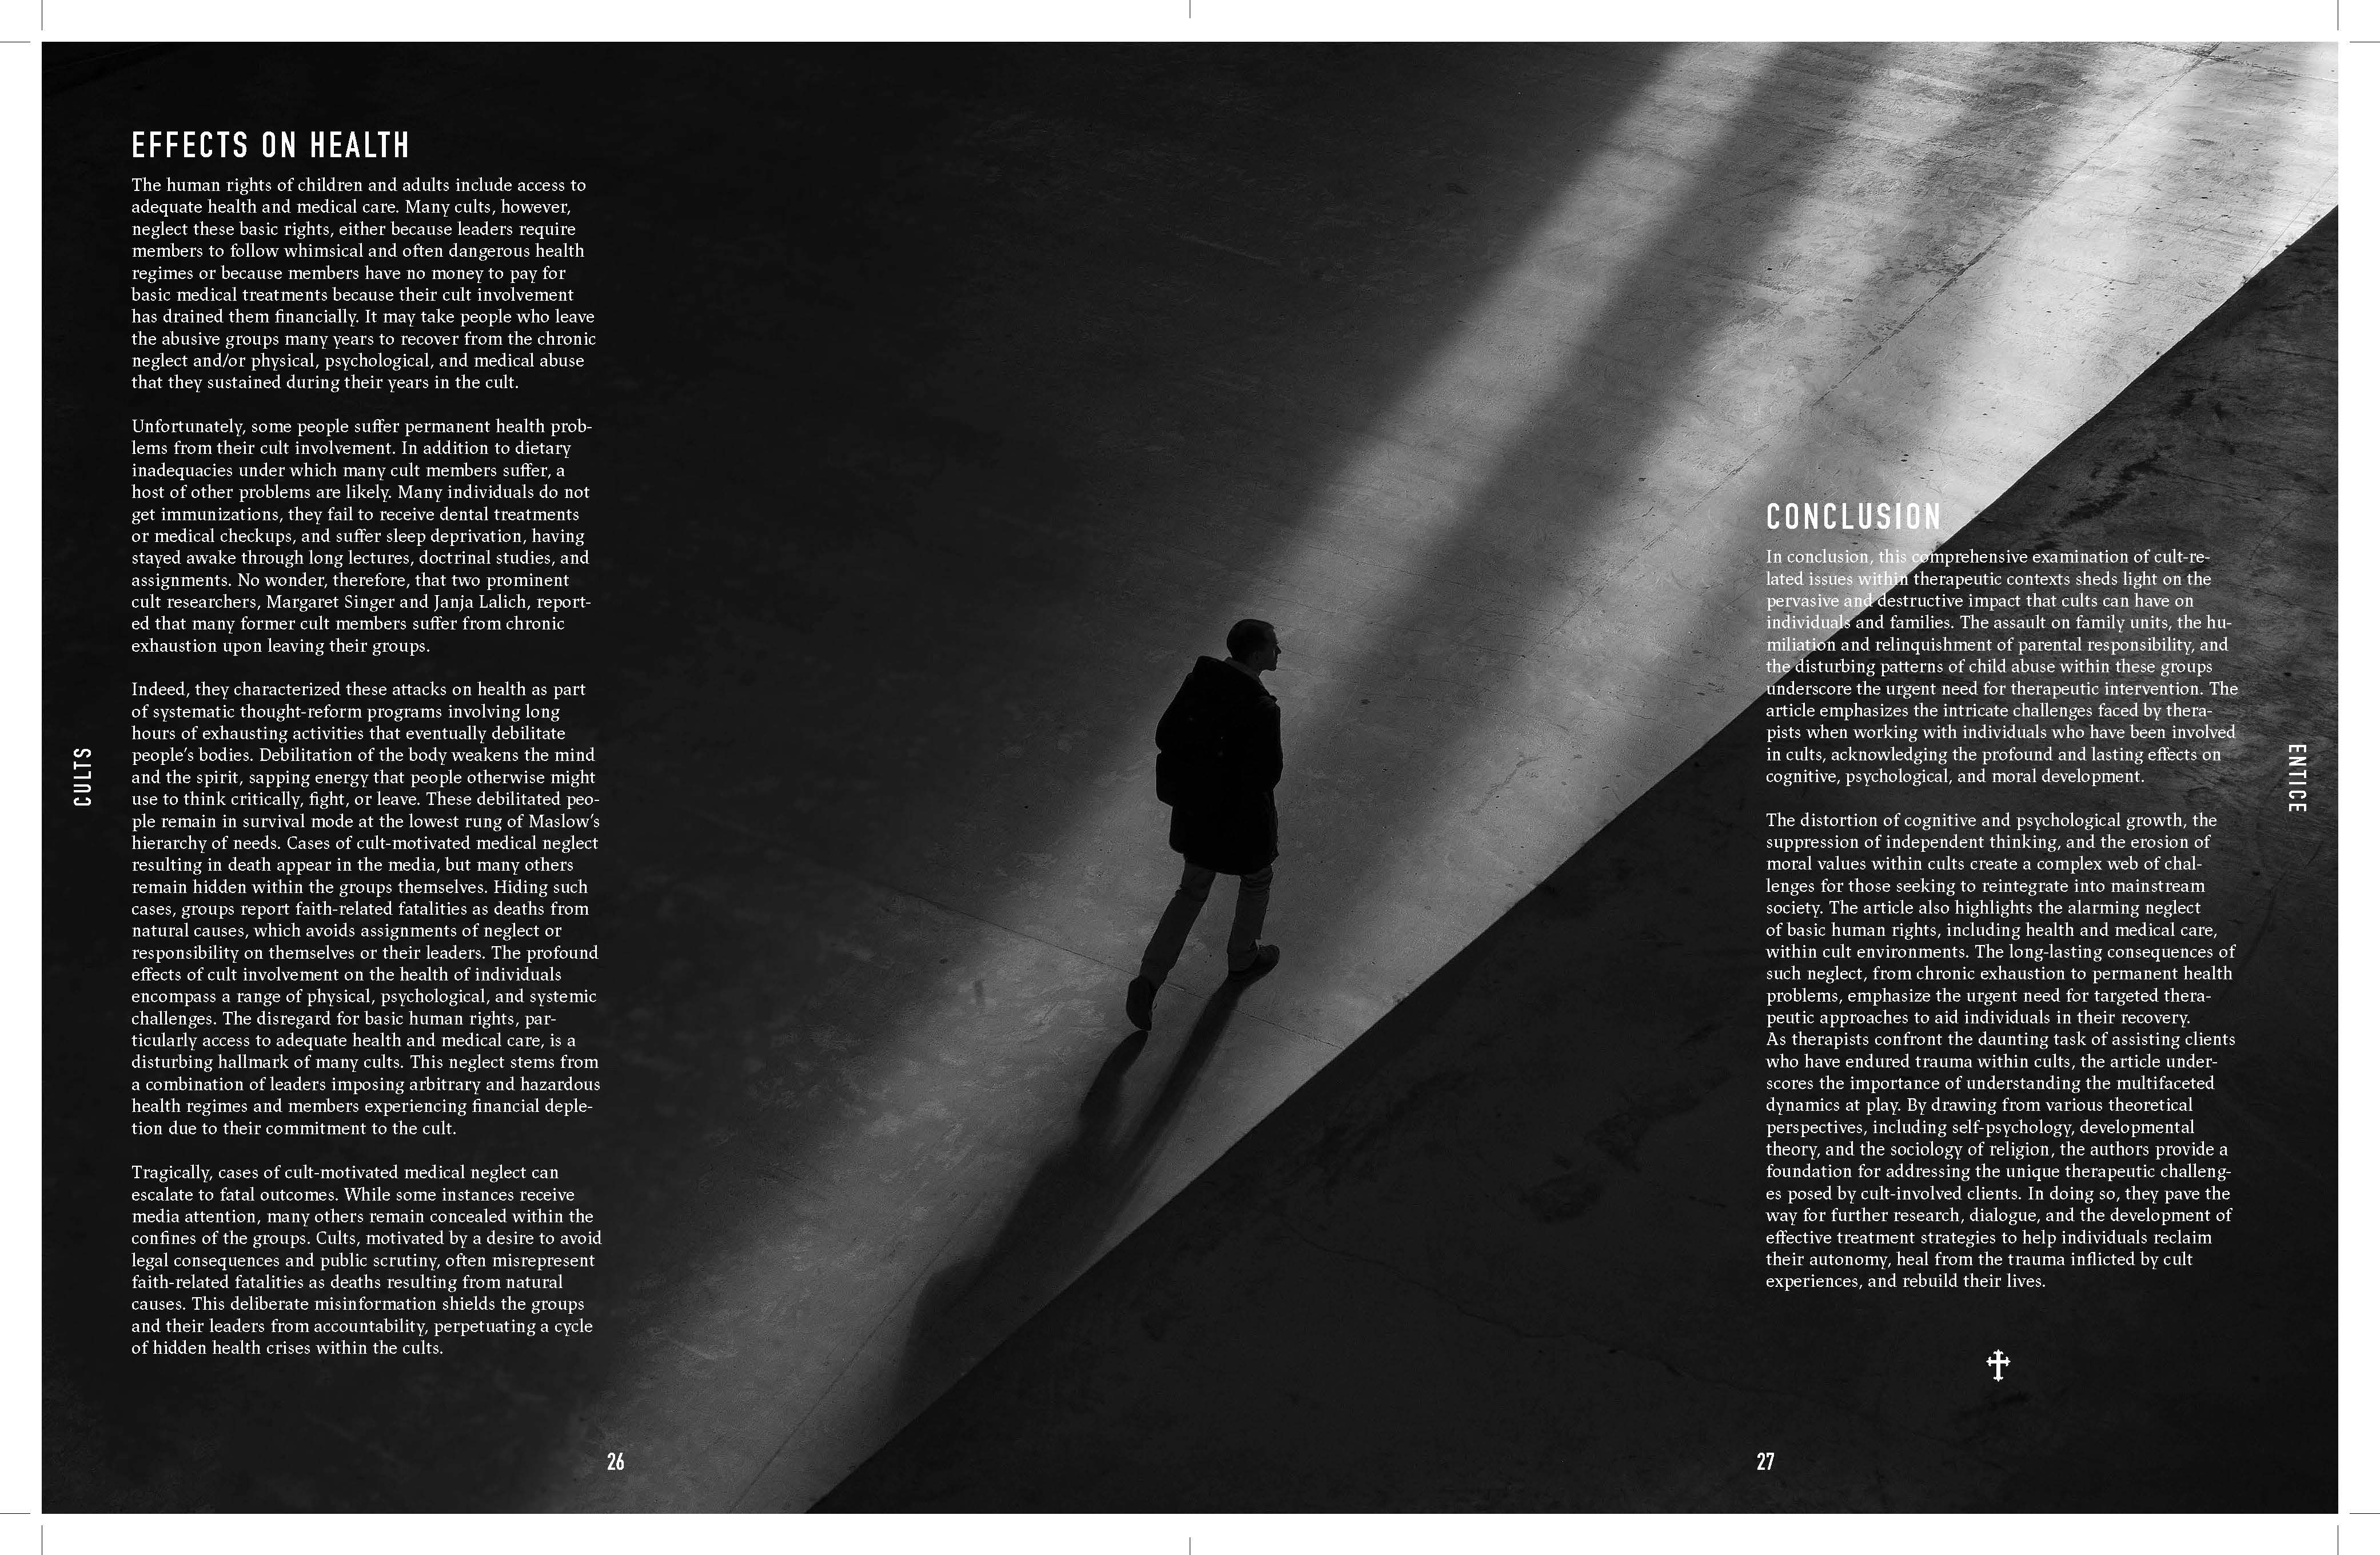 EFFECTS ON HEALTH
The human rights of children and adults include access to
adequate health and medical care. Many cults, however,
neglect these basic rights, either because leaders require
members to follow whimsical and often dangerous health
regimes or because members have no money to pay for
basic medical treatments because their cult involvement
has drained them financially. It may take people who leave
the abusive groups many years to recover from the chronic
neglect and/or physical, psychological, and medical abuse
that they sustained during their years in the cult.
Unfortunately, some people suffer permanent health prob-
lems from their cult involvement. In addition to dietary
inadequacies under which many cult members suffer, a
host of other problems are likely. Many individuals do not
get immunizations, they fail to receive dental treatments
or medical checkups, and suffer sleep deprivation, having
stayed awake through long lectures, doctrinal studies, and
assignments. No wonder, therefore, that two prominent
cult researchers, Margaret Singer and Janja Lalich, report-
ed that many former cult members suffer from chronic
exhaustion upon leaving their groups.
Indeed, they characterized these attacks on health as part
of systematic thought-reform programs involving long
hours of exhausting activities that eventually debilitate
people's bodies. Debilitation of the body weakens the mind
and the spirit, sapping energy that people otherwise might
use to think critically, fight, or leave. These debilitated peo-
ple remain in survival mode at the lowest rung of Maslow's
hierarchy of needs. Cases of cult-motivated medical neglect
resulting in death appear in the media, but many others
remain hidden within the groups themselves. Hiding such
cases, groups report faith-related fatalities as deaths from
natural causes, which avoids assignments of neglect or
responsibility on themselves or their leaders. The profound
effects of cult involvement on the health of individuals
encompass a range of physical, psychological, and systemic
challenges. The disregard for basic human rights, par-
ticularly access to adequate health and medical care, is a
disturbing hallmark of many cults. This neglect stems from
a combination of leaders imposing arbitrary and hazardous
health regimes and members experiencing financial deple-
tion due to their commitment to the cult.
Tragically, cases of cult-motivated medical neglect can
escalate to fatal outcomes. While some instances receive
media attention, many others remain concealed within the
confines of the groups. Cults, motivated by a desire to avoid
legal consequences and public scrutiny, often misrepresent
faith-related fatalities as deaths resulting from natural
causes. This deliberate misinformation shields the groups
and their leaders from accountability, perpetuating a cycle
of hidden health crises within the cults.
CULTS
26
CONCLUSION
In conclusion, this comprehensive examination of cult-re-
lated issues within therapeutic contexts sheds light on the
pervasive and destructive impact that cults can have on
individuals and families. The assault on family units, the hu-
miliation and relinquishment of parental responsibility, and
the disturbing patterns of child abuse within these groups
underscore the urgent need for therapeutic intervention. The
article emphasizes the intricate challenges faced by thera-
pists when working with individuals who have been involved
in cults, acknowledging the profound and lasting effects on
cognitive, psychological, and moral development.
The distortion of cognitive and psychological growth, the
suppression of independent thinking, and the erosion of
moral values within cults create a complex web of chal-
lenges for those seeking to reintegrate into mainstream
society. The article also highlights the alarming neglect
of basic human rights, including health and medical care,
within cult environments. The long-lasting consequences of
such neglect, from chronic exhaustion to permanent health
problems, emphasize the urgent need for targeted thera-
peutic approaches to aid individuals in their recovery.
As therapists confront the daunting task of assisting clients
who have endured trauma within cults, the article under-
scores the importance of understanding the multifaceted
dynamics at play. By drawing from various theoretical
perspectives, including self-psychology, developmental
theory, and the sociology of religion, the authors provide a
foundation for addressing the unique therapeutic challeng-
es posed by cult-involved clients. In doing so, they pave the
way for further research, dialogue, and the development of
effective treatment strategies to help individuals reclaim
their autonomy, heal from the trauma inflicted by cult
experiences, and rebuild their lives.
ENTICE
27